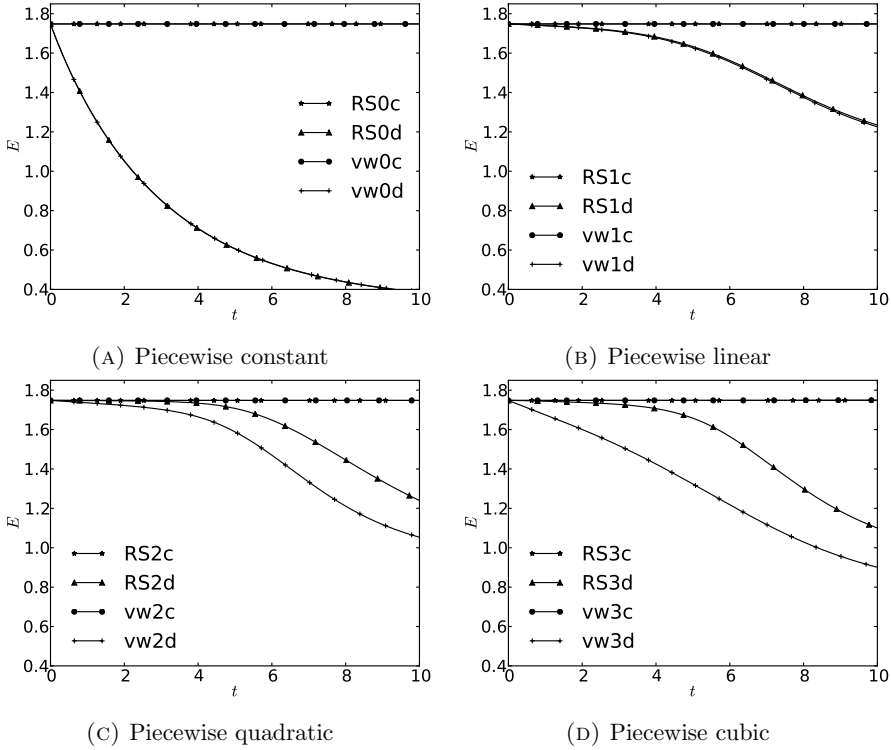 1.8
1.6
1.4
1.2
1.0
0.8
0.6
0.4
E
0 2 4 6 8 10
t
RS0c
RS0d
vw0c
vw0d
(A) Piecewise constant
1.8
1.6
1.4
1.2
1.0
0.8
0.6
0.4
E
0 2 4 6 8 10
t
RS1c
RS1d
vw1c
vw1d
(B) Piecewise linear
1.8
1.6
1.4
1.2
1.0
0.8
0.6
0.4
E
0 2 4 6 8 10
t
RS2c
RS2d
vw2c
vw2d
(C) Piecewise quadratic
1.8
1.6
1.4
1.2
1.0
0.8
0.6
0.4
E
0 2 4 6 8 10
t
RS3c
RS3d
vw3c
vw3d
(D) Piecewise cubic